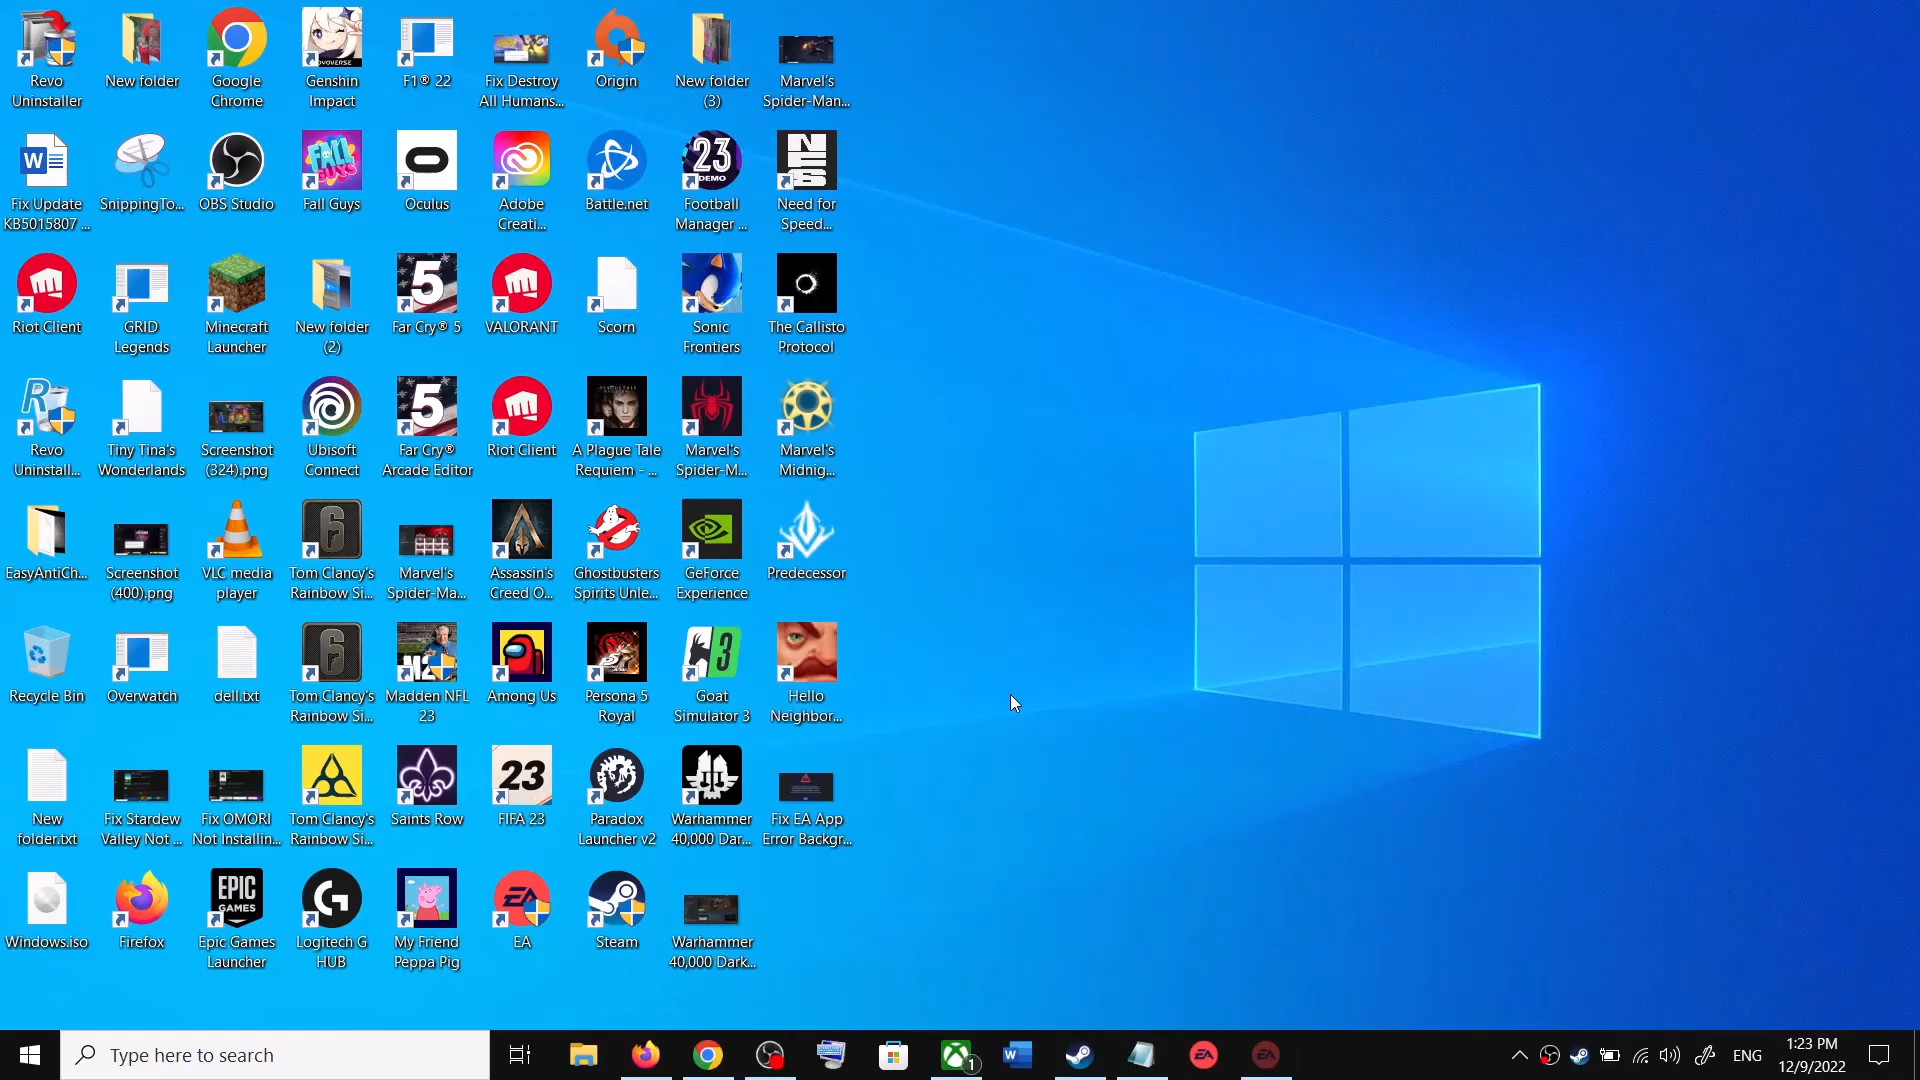 Revo
Uninstaller
New folder
Google
Chrome
Genshin
Impact
F1® 22
Fix Destroy
All Humans...
Origin
New folder
(3)
Marvel's
Spider-Man...
Fix Update
KB5015807 ...
SnippingTo...
OBS Studio
Fall Guys
Oculus
Adobe
Creati...
Battle.net
Football
Manager ...
Need for
Speed...
Riot Client
GRID
Legends
Minecraft
Launcher
New folder
(2)
Far Cry® 5
VALORANT
Scorn
Sonic
Frontiers
The Callisto
Protocol
Revo
Uninstall...
Tiny Tina's
Wonderlands
Screenshot
(324).png
Ubisoft
Connect
Far Cry®
Arcade Editor
Riot Client
A Plague Tale
Requiem - ...
Marvel's
Spider-M...
Marvel's
Midnig...
EasyAntiCh...
Screenshot
(400).png
VLC media
player
Tom Clancy's
Rainbow Si...
Marvel's
Spider-Ma...
Assassin's
Creed O...
Ghostbusters
Spirits Unle...
GeForce
Experience
Predecessor
Recycle Bin
Overwatch
dell.txt
Tom Clancy's
Rainbow Si...
Madden NFL
23
Among Us
Persona 5
Royal
Goat
Simulator 3
Hello
Neighbor...
New
folder.txt
Fix Stardew
Valley Not ...
Fix OMORI
Not Installin...
Tom Clancy's
Rainbow Si...
Saints Row
FIFA 23
Paradox
Launcher v2
Warhammer
40,000 Dar...
Fix EA App
Error Backgr...
Windows.iso
Firefox
Epic Games
Launcher
Logitech G
HUB
My Friend
Peppa Pig
EA
Steam
Warhammer
40,000 Dark...
Type here to search
ENG
1:23 PM
12/9/2022